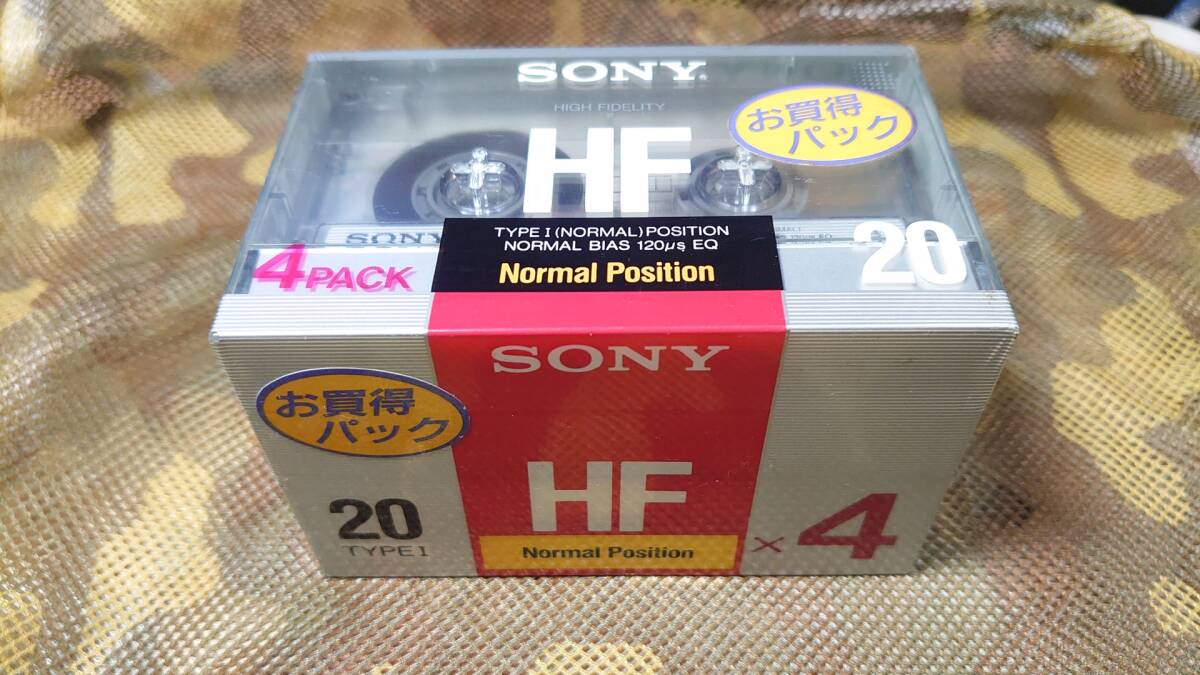 SONY
HIGH FIDELITY
HF
お買得
パック
TYPE I (NORMAL) POSITION
NORMAL BIAS 120μs EQ
Normal Position
SONY
20
4PACK
SONY
お買得
パック
HF
20
TYPE I
Normal Position
×4